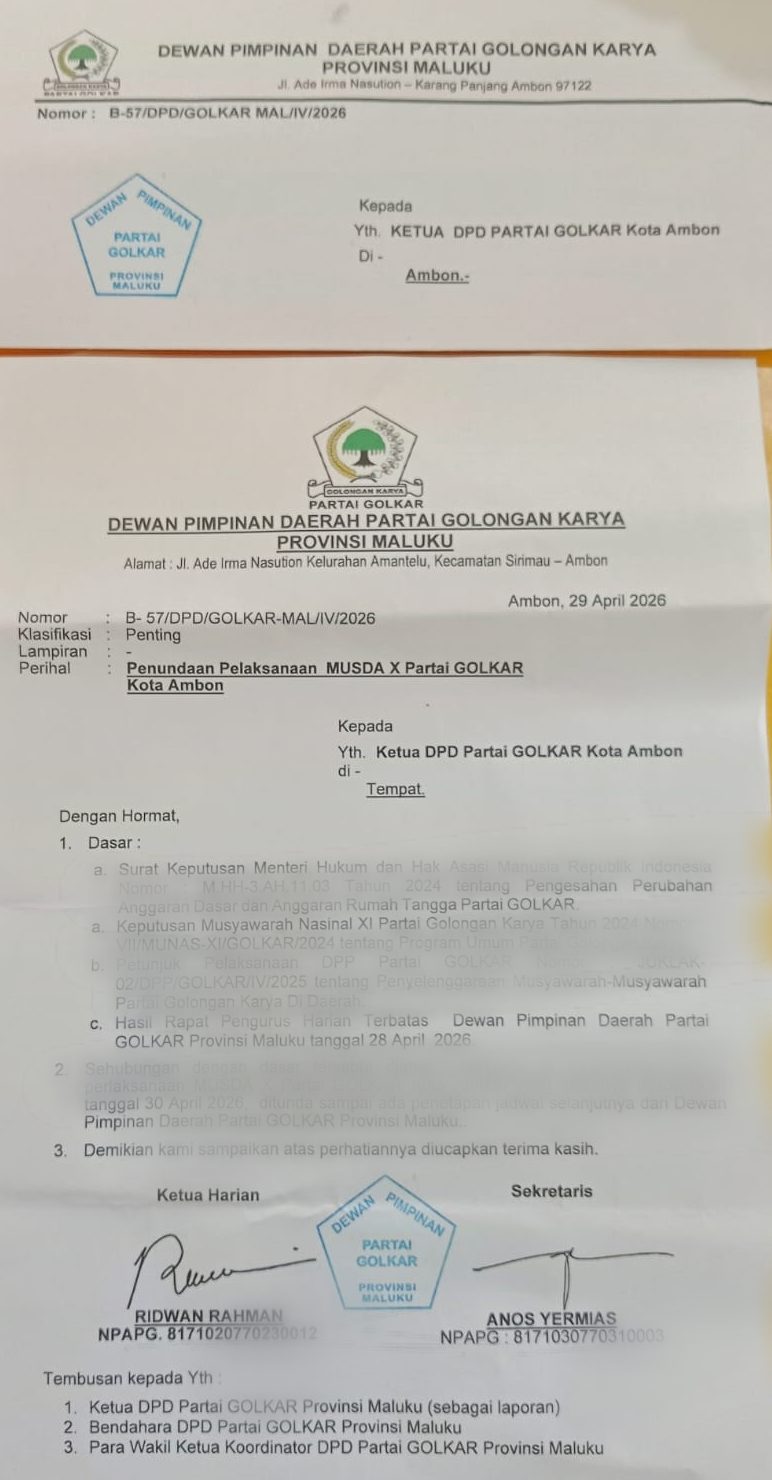 DEWAN PIMPINAN DAERAH PARTAI GOLONGAN KARYA
PROVINSI MALUKU
Jl. Ade Irma Nasution – Karang Panjang Ambon 97122
Nomor : B-57/DPD/GOLKAR MAL/IV/2026
DEWAN PIMPINAN
PARTAI
GOLKAR
PROVINSI
MALUKU
Kepada
Yth. KETUA DPD PARTAI GOLKAR Kota Ambon
Di -
Ambon.-
GOLONGAN KARYA
PARTAI GOLKAR
DEWAN PIMPINAN DAERAH PARTAI GOLONGAN KARYA
PROVINSI MALUKU
Alamat : Jl. Ade Irma Nasution Kelurahan Amantelu, Kecamatan Sirimau – Ambon
Ambon, 29 April 2026
Nomor : B- 57/DPD/GOLKAR-MAL/IV/2026
Klasifikasi : Penting
Lampiran : -
Perihal : Penundaan Pelaksanaan MUSDA X Partai GOLKAR
Kota Ambon
Kepada
Yth. Ketua DPD Partai GOLKAR Kota Ambon
di -
Tempat.
Dengan Hormat,
1. Dasar :
a. Surat Keputusan Menteri Hukum dan Hak Asasi Manusia Republik Indonesia
Nomor : M.HH-3.AH.11.03 Tahun 2024 tentang Pengesahan Perubahan
Anggaran Dasar dan Anggaran Rumah Tangga Partai GOLKAR.
a. Keputusan Musyawarah Nasinal XI Partai Golongan Karya Tahun 2024 Nomor
VII/MUNAS-XI/GOLKAR/2024 tentang Program Umum Partai
b. Petunjuk Pelaksanaan DPP Partai GOLKAR Nomor JUKLAK-
02/DPP/GOLKAR/IV/2025 tentang Penyelenggaraan Musyawarah-Musyawarah
Partai Golongan Karya Di Daerah.
c. Hasil Rapat Pengurus Harian Terbatas Dewan Pimpinan Daerah Partai
GOLKAR Provinsi Maluku tanggal 28 April 2026.
2. Sehubungan dengan dasar
MUSDA X
tanggal 30 April 2026, ditunda sampai ada penetapan jadwal selanjutnya dari Dewan
Pimpinan Daerah Partai GOLKAR Provinsi Maluku..
3. Demikian kami sampaikan atas perhatiannya diucapkan terima kasih.
Ketua Harian
Sekretaris
DEWAN PIMPINAN
PARTAI
GOLKAR
PROVINSI
MALUKU
RIDWAN RAHMAN
NPAPG. 8171020770230012
ANOS YERMIAS
NPAPG : 8171030770310003
Tembusan kepada Yth :
1. Ketua DPD Partai GOLKAR Provinsi Maluku (sebagai laporan)
2. Bendahara DPD Partai GOLKAR Provinsi Maluku
3. Para Wakil Ketua Koordinator DPD Partai GOLKAR Provinsi Maluku